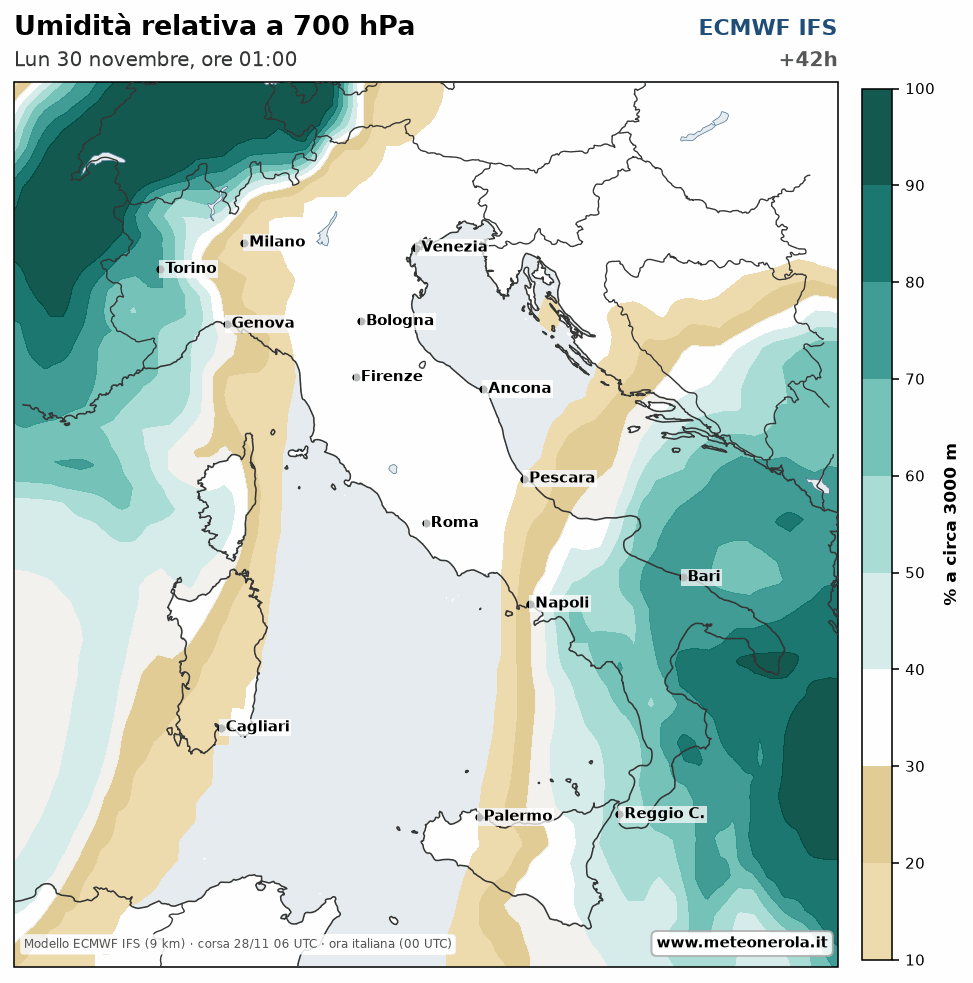 Umidità relativa a 700 hPa
ECMWF IFS
Lun 30 novembre, ore 01:00
+42h
100
90
80
70
60
50
40
30
20
10
% a circa 3000 m
Milano
Venezia
Torino
Genova
Bologna
Firenze
Ancona
Pescara
Roma
Bari
Napoli
Cagliari
Palermo
Reggio C.
Modello ECMWF IFS (9 km) · corsa 28/11 06 UTC · ora italiana (00 UTC)
www.meteonerola.it